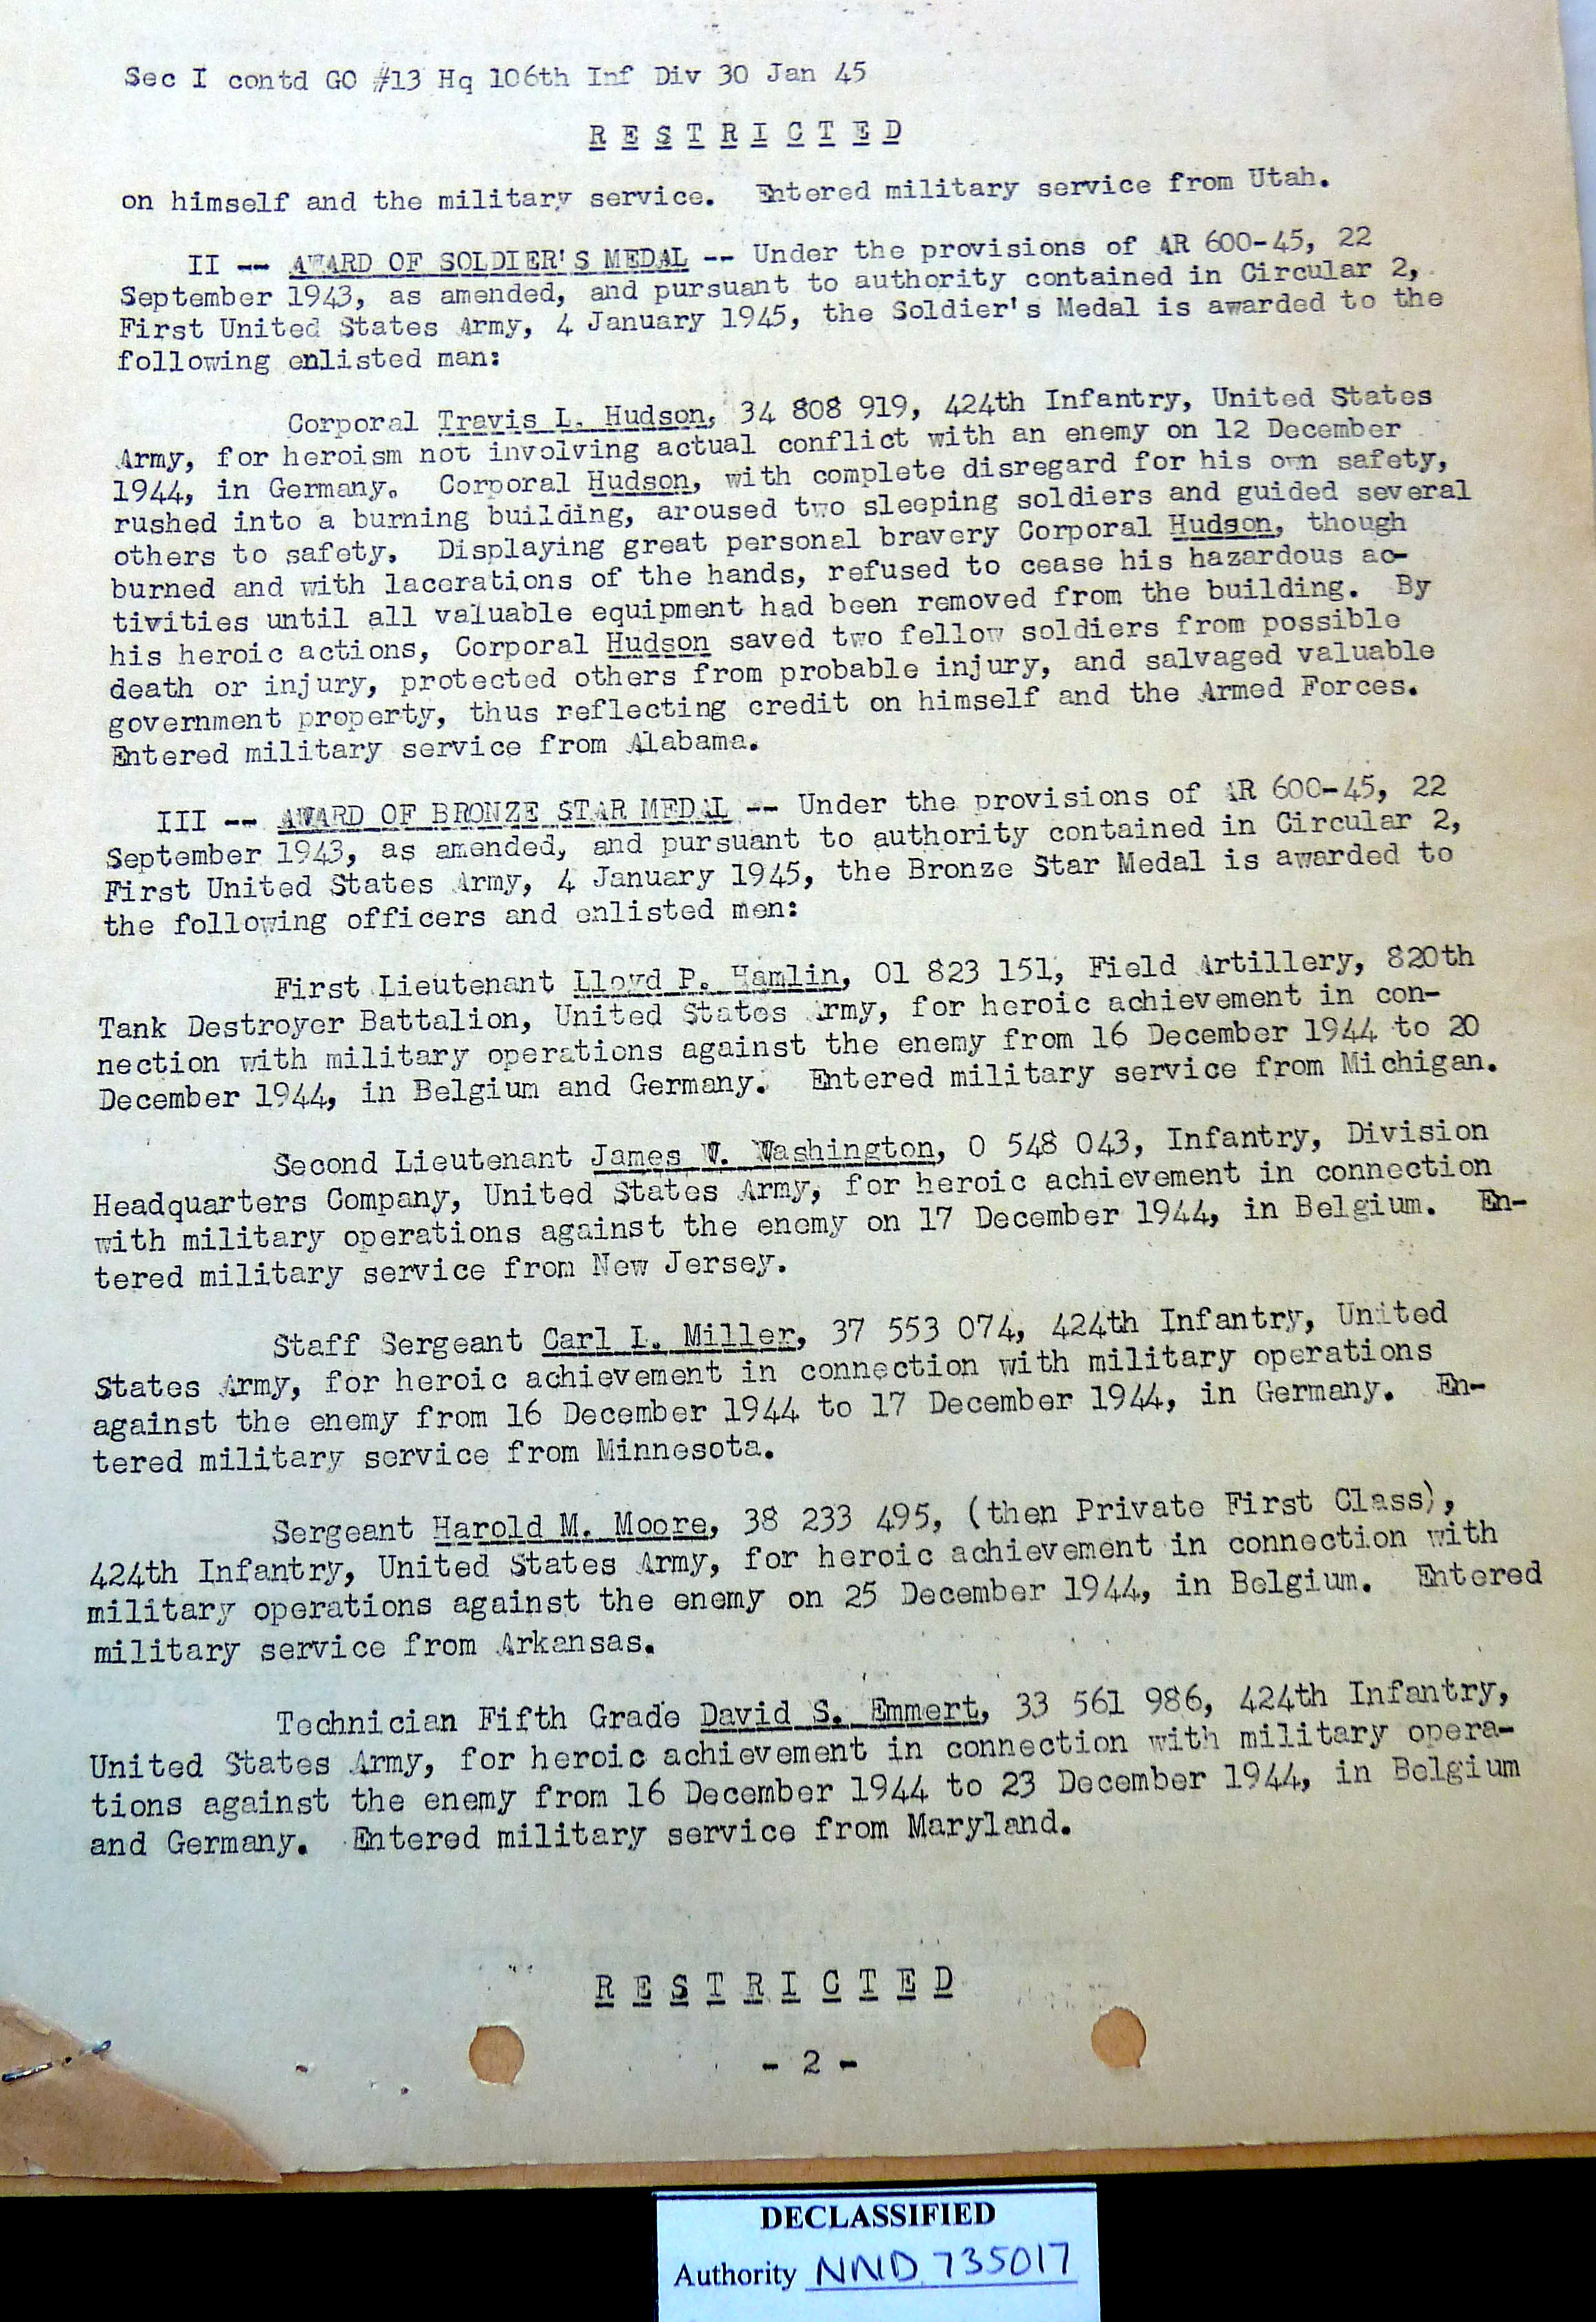 Sec I contd GO #13 Hq 106th Inf Div 30 Jan 45
R E S T R I C T E D
on himself and the military service. Entered military service from Utah.
II -- AWARD OF SOLDIER'S MEDAL -- Under the provisions of AR 600-45, 22
September 1943, as amended, and pursuant to authority contained in Circular 2,
First United States Army, 4 January 1945, the Soldier's Medal is awarded to the
following enlisted man:
Corporal Travis L. Hudson, 34 808 919, 424th Infantry, United States
Army, for heroism not involving actual conflict with an enemy on 12 December
1944, in Germany. Corporal Hudson, with complete disregard for his own safety,
rushed into a burning building, aroused two sleeping soldiers and guided several
others to safety. Displaying great personal bravery Corporal Hudson, though
burned and with lacerations of the hands, refused to cease his hazardous ac-
tivities until all valuable equipment had been removed from the building. By
his heroic actions, Corporal Hudson saved two fellow soldiers from possible
death or injury, protected others from probable injury, and salvaged valuable
government property, thus reflecting credit on himself and the Armed Forces.
Entered military service from Alabama.
III -- AWARD OF BRONZE STAR MEDAL -- Under the provisions of AR 600-45, 22
September 1943, as amended, and pursuant to authority contained in Circular 2,
First United States Army, 4 January 1945, the Bronze Star Medal is awarded to
the following officers and enlisted men:
First Lieutenant Lloyd P. Hamlin, 01 823 151, Field Artillery, 820th
Tank Destroyer Battalion, United States Army, for heroic achievement in con-
nection with military operations against the enemy from 16 December 1944 to 20
December 1944, in Belgium and Germany. Entered military service from Michigan.
Second Lieutenant James W. Washington, 0 548 043, Infantry, Division
Headquarters Company, United States Army, for heroic achievement in connection
with military operations against the enemy on 17 December 1944, in Belgium. En-
tered military service from New Jersey.
Staff Sergeant Carl I. Miller, 37 553 074, 424th Infantry, United
States Army, for heroic achievement in connection with military operations
against the enemy from 16 December 1944 to 17 December 1944, in Germany. En-
tered military service from Minnesota.
Sergeant Harold M. Moore, 38 233 495, (then Private First Class),
424th Infantry, United States Army, for heroic achievement in connection with
military operations against the enemy on 25 December 1944, in Belgium. Entered
military service from Arkansas.
Technician Fifth Grade David S. Emmert, 33 561 986, 424th Infantry,
United States Army, for heroic achievement in connection with military opera-
tions against the enemy from 16 December 1944 to 23 December 1944, in Belgium
and Germany. Entered military service from Maryland.
R E S T R I C T E D
- 2 -
DECLASSIFIED
Authority NND 735017